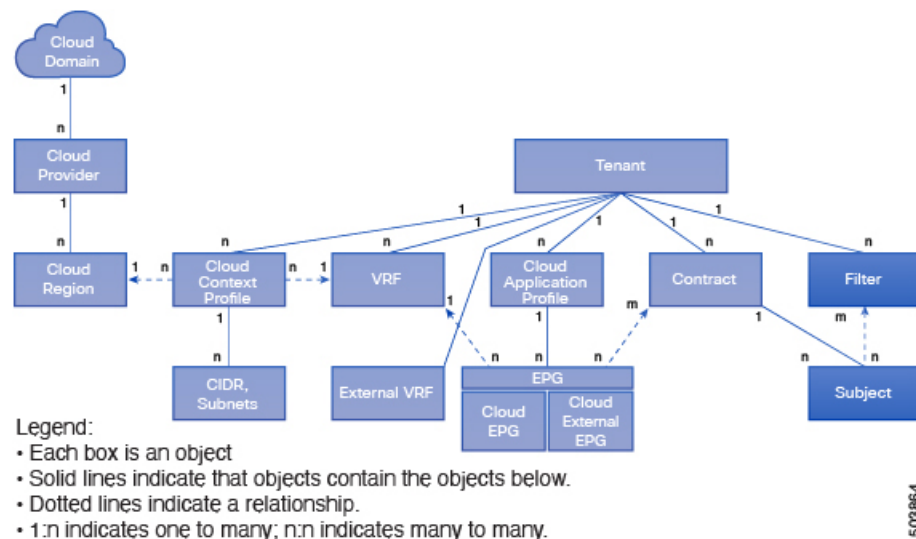 Cloud
Domain
1
n
Cloud
Provider
Tenant
1
1
1
1
1
1
n
n
n
n
n
n
Cloud
Region
1
n
Cloud
Context
Profile
n
1
VRF
Cloud
Application
Profile
Contract
Filter
1
1
1
m
1
m
n
n
n
n
n
n
CIDR,
Subnets
External VRF
EPG
Cloud
EPG
Cloud
External
EPG
Subject
Legend:
• Each box is an object
• Solid lines indicate that objects contain the objects below.
• Dotted lines indicate a relationship.
• 1:n indicates one to many; n:n indicates many to many.
503864